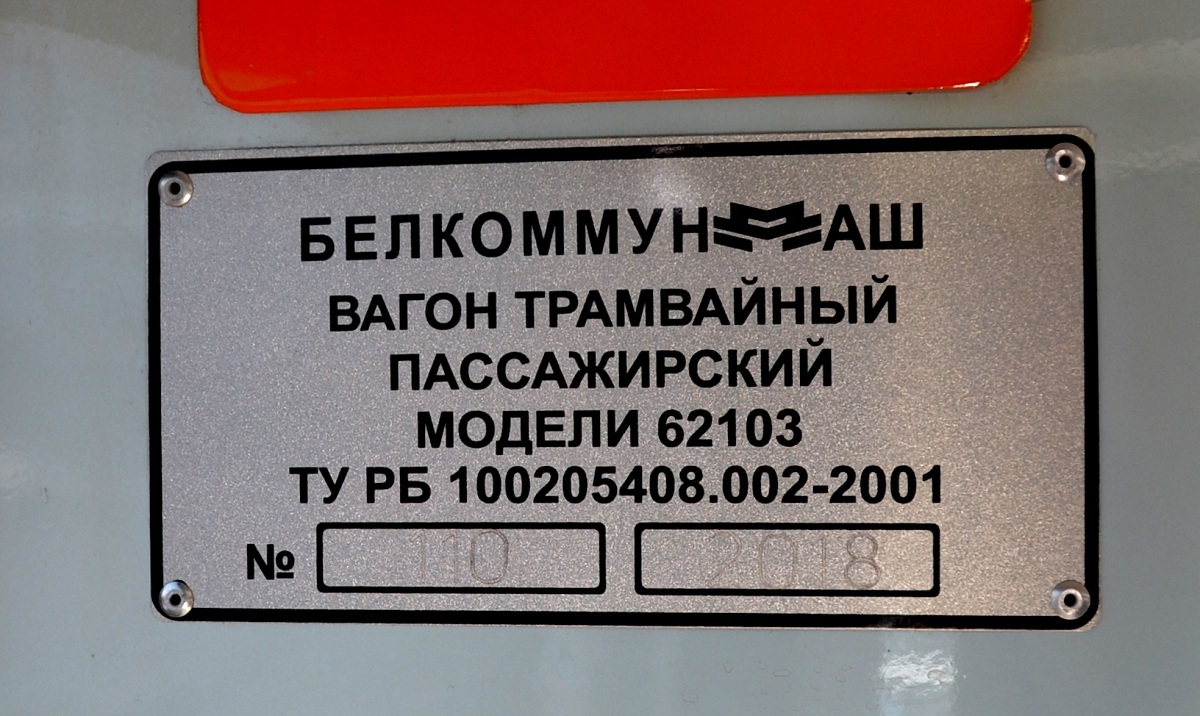 БЕЛКОММУНМАШ
ВАГОН ТРАМВАЙНЫЙ
ПАССАЖИРСКИЙ
МОДЕЛИ 62103
ТУ РБ 100205408.002-2001
№ 110 2018